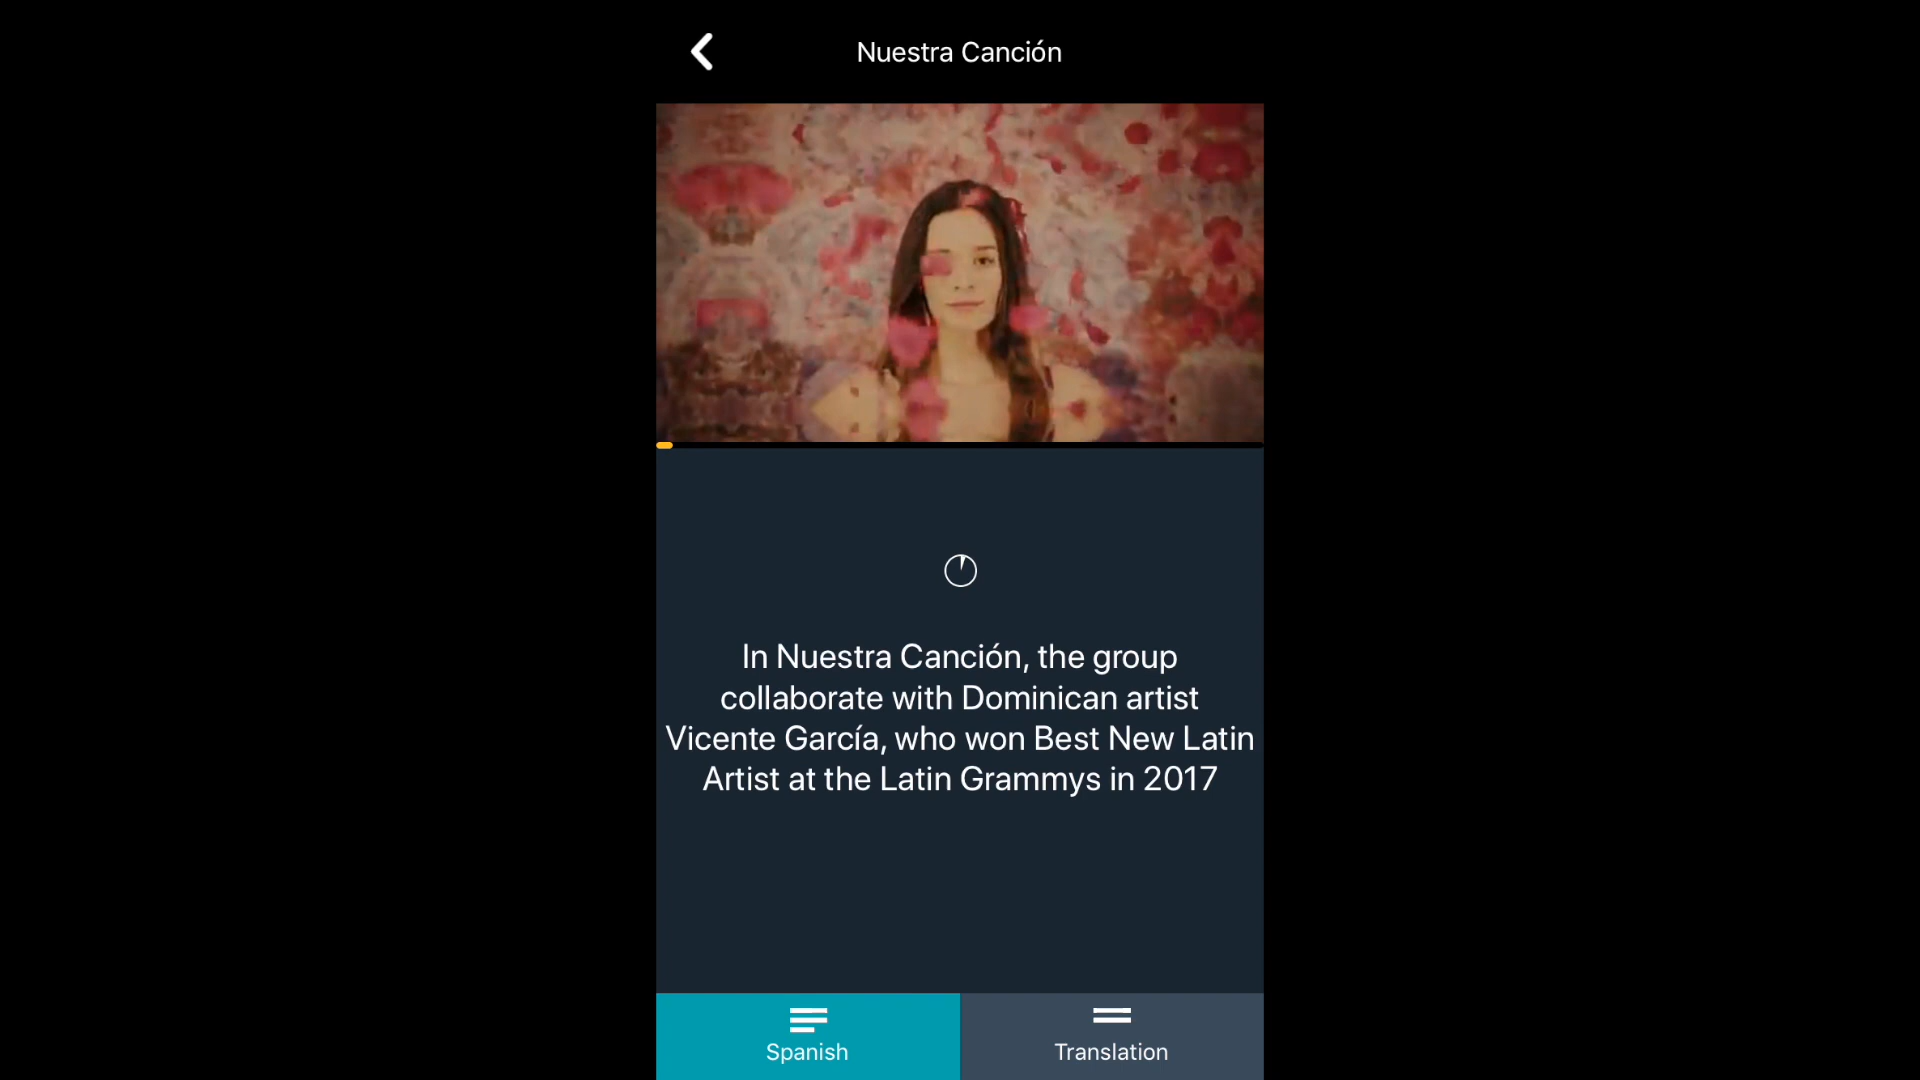 Nuestra Canción
In Nuestra Canción, the group
collaborate with Dominican artist
Vicente García, who won Best New Latin
Artist at the Latin Grammys in 2017
Spanish
Translation